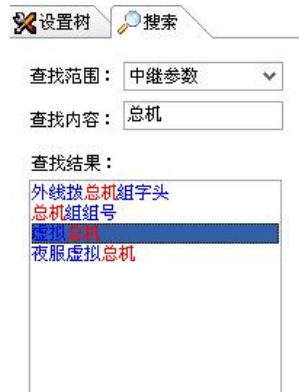 设置树 搜索
查找范围： 中继参数
查找内容： 总机
查找结果：
外线拨总机组字头
总机组组号
虚拟总机
夜服虚拟总机